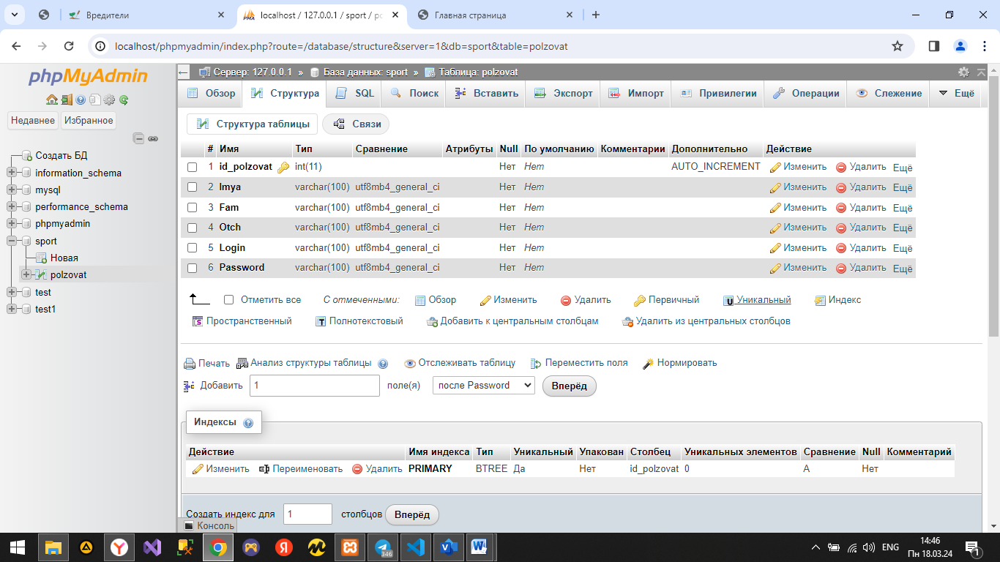 Вредители
localhost / 127.0.0.1 / sport / po
Главная страница
localhost/phpmyadmin/index.php?route=/database/structure&server=1&db=sport&table=polzovat
phpMyAdmin
Недавнее Избранное
Создать БД
information_schema
mysql
performance_schema
phpmyadmin
sport
Новая
polzovat
test
test1
Сервер: 127.0.0.1 » База данных: sport » Таблица: polzovat
Обзор Структура SQL Поиск Вставить Экспорт Импорт Привилегии Операции Слежение Ещё
Структура таблицы Связи
# Имя Тип Сравнение Атрибуты Null По умолчанию Комментарии Дополнительно Действие
1 id_polzovat int(11) Нет Нет AUTO_INCREMENT Изменить Удалить Ещё
2 Imya varchar(100) utf8mb4_general_ci Нет Нет Изменить Удалить Ещё
3 Fam varchar(100) utf8mb4_general_ci Нет Нет Изменить Удалить Ещё
4 Otch varchar(100) utf8mb4_general_ci Нет Нет Изменить Удалить Ещё
5 Login varchar(100) utf8mb4_general_ci Нет Нет Изменить Удалить Ещё
6 Password varchar(100) utf8mb4_general_ci Нет Нет Изменить Удалить Ещё
Отметить все С отмеченными: Обзор Изменить Удалить Первичный Уникальный Индекс
Пространственный Полнотекстовый Добавить к центральным столбцам Удалить из центральных столбцов
Печать Анализ структуры таблицы Отслеживать таблицу Переместить поля Нормировать
Добавить 1 поле(я) после Password Вперёд
Индексы
Действие Имя индекса Тип Уникальный Упакован Столбец Уникальных элементов Сравнение Null Комментарий
Изменить Переименовать Удалить PRIMARY BTREE Да Нет id_polzovat 0 A Нет
Создать индекс для 1 столбцов Вперёд
Консоль
346
ENG
14:46
Пн 18.03.24
1